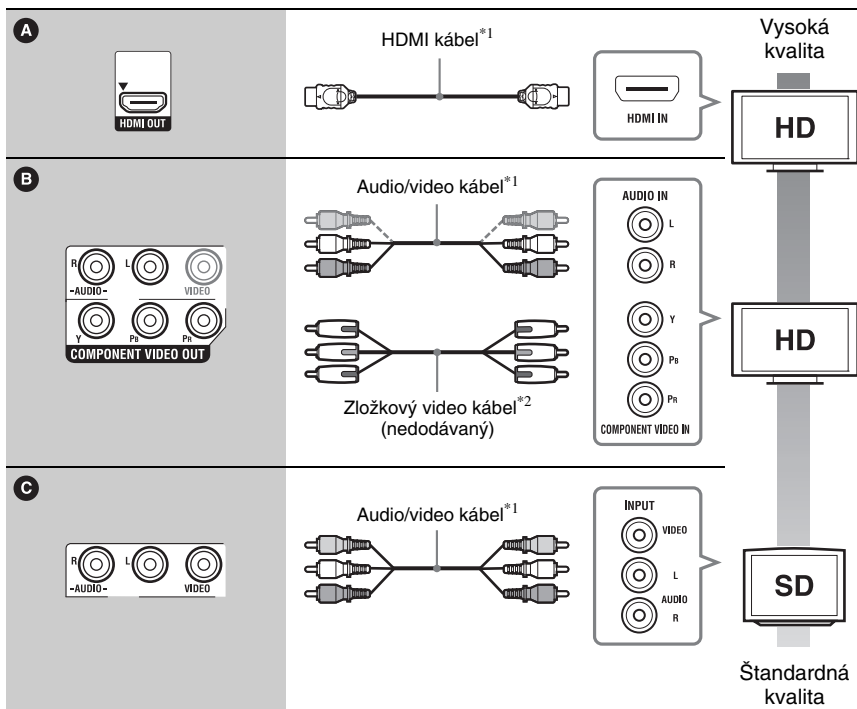 A
HDMI OUT
HDMI kábel*1
HDMI IN
Vysoká
kvalita
HD
B
R
L
-AUDIO-
VIDEO
Y
PB
PR
COMPONENT VIDEO OUT
Audio/video kábel*1
Zložkový video kábel*2
(nedodávaný)
AUDIO IN
L
R
Y
PB
PR
COMPONENT VIDEO IN
HD
C
R
L
-AUDIO-
VIDEO
Audio/video kábel*1
INPUT
VIDEO
L
AUDIO
R
SD
Štandardná
kvalita